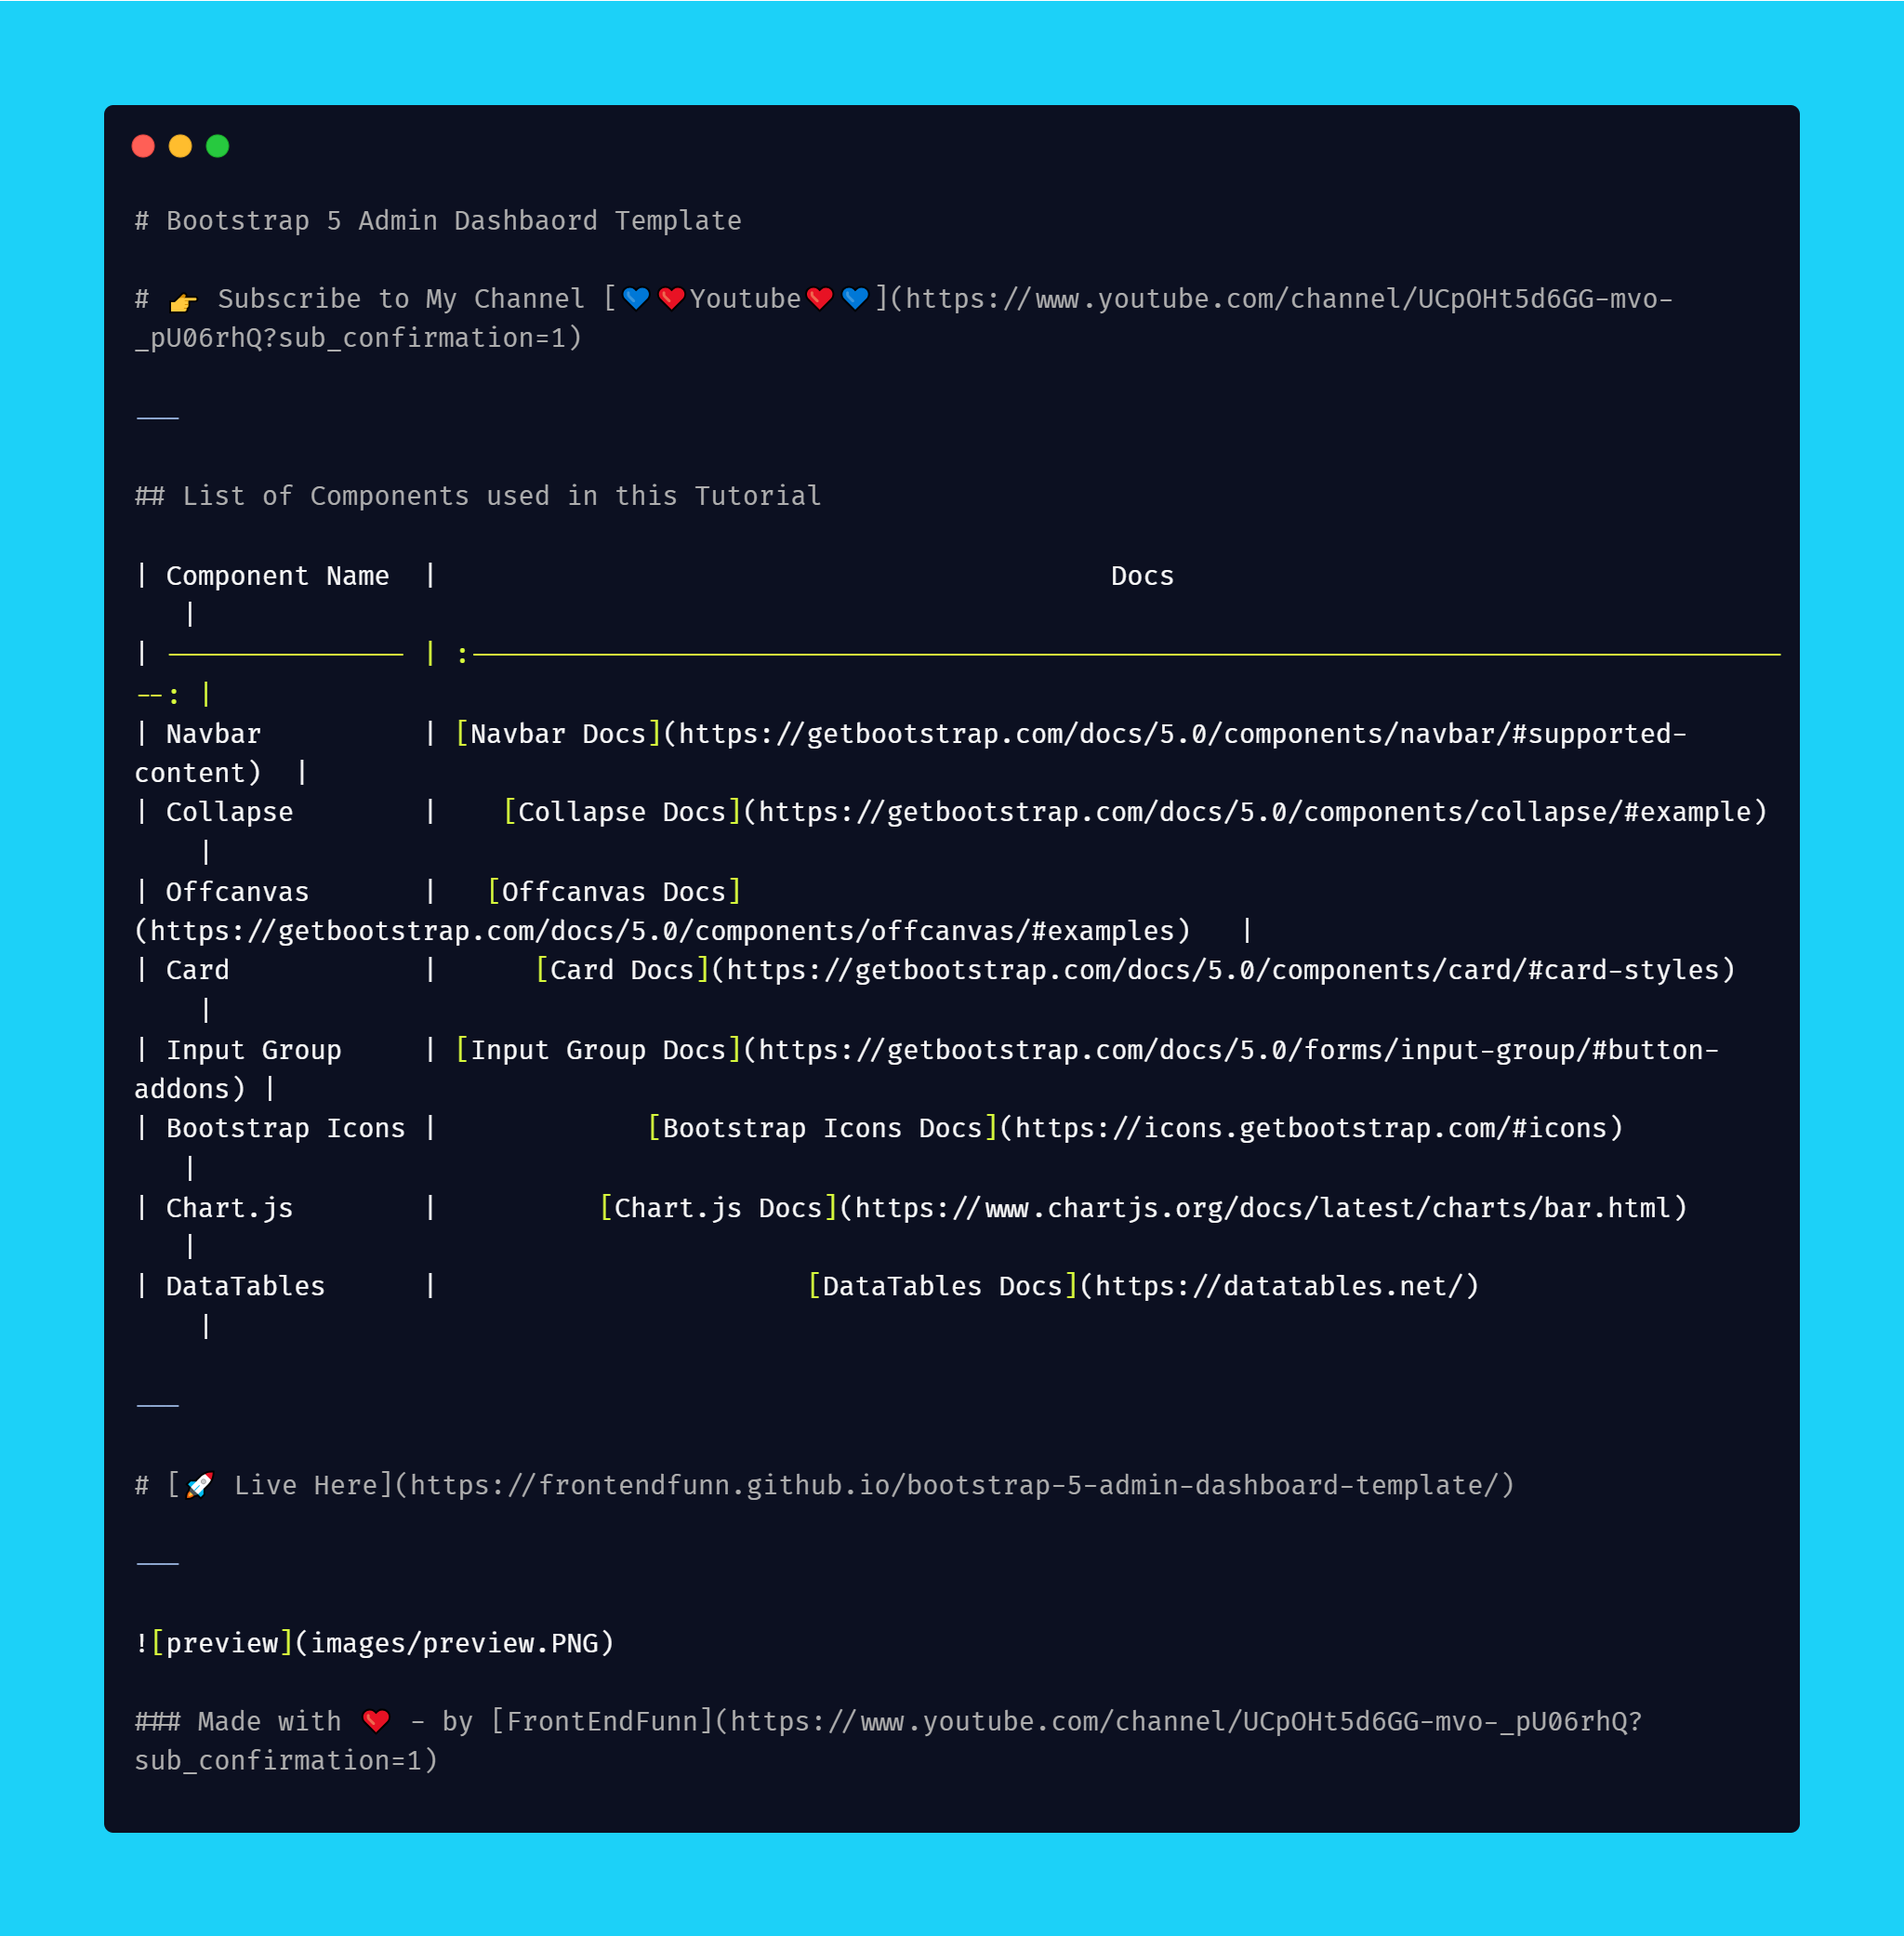 # Bootstrap 5 Admin Dashbaord Template
# 👉 Subscribe to My Channel [💙❤️Youtube❤️💙](https://www.youtube.com/channel/UCpOHt5d6GG-mvo-
_pU06rhQ?sub_confirmation=1)
---
## List of Components used in this Tutorial
| Component Name  |                                          Docs
   |
| --------------- | :----------------------------------------------------------------------------------
--: |
| Navbar          | [Navbar Docs](https://getbootstrap.com/docs/5.0/components/navbar/#supported-
content)  |
| Collapse        |    [Collapse Docs](https://getbootstrap.com/docs/5.0/components/collapse/#example)
    |
| Offcanvas       |   [Offcanvas Docs]
(https://getbootstrap.com/docs/5.0/components/offcanvas/#examples)   |
| Card            |      [Card Docs](https://getbootstrap.com/docs/5.0/components/card/#card-styles)
    |
| Input Group     | [Input Group Docs](https://getbootstrap.com/docs/5.0/forms/input-group/#button-
addons) |
| Bootstrap Icons |             [Bootstrap Icons Docs](https://icons.getbootstrap.com/#icons)
   |
| Chart.js        |          [Chart.js Docs](https://www.chartjs.org/docs/latest/charts/bar.html)
   |
| DataTables      |                       [DataTables Docs](https://datatables.net/)
    |
---
# [🚀 Live Here](https://frontendfunn.github.io/bootstrap-5-admin-dashboard-template/)
---
![preview](images/preview.PNG)
### Made with ❤️ - by [FrontEndFunn](https://www.youtube.com/channel/UCpOHt5d6GG-mvo-_pU06rhQ?
sub_confirmation=1)